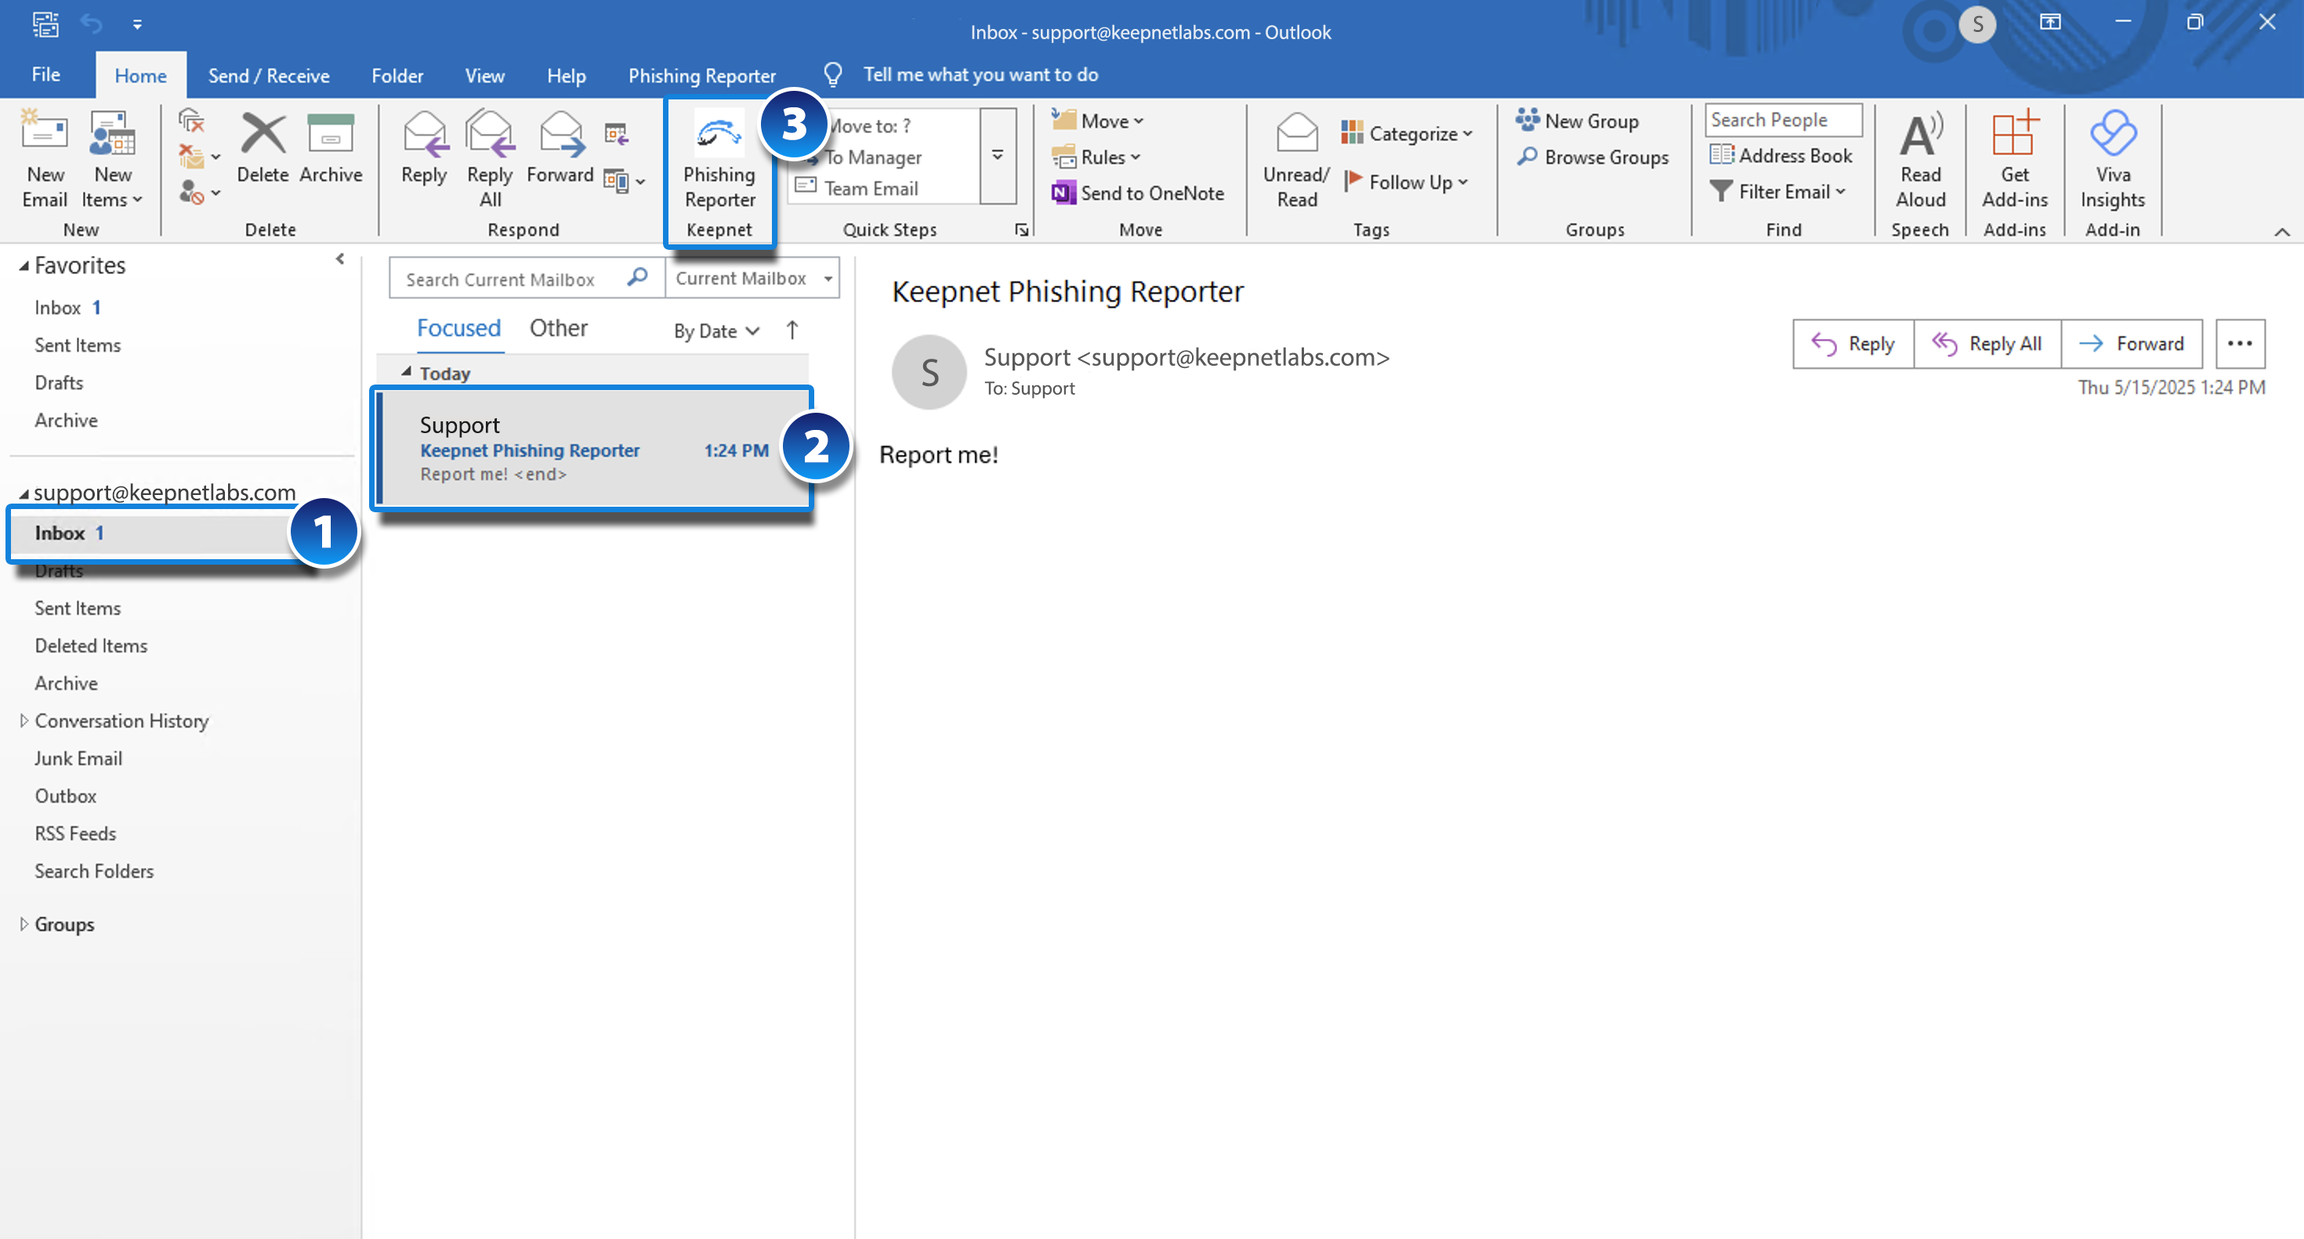 Inbox - support@keepnetlabs.com - Outlook
S
File
Home
Send / Receive
Folder
View
Help
Phishing Reporter
Tell me what you want to do
New
Email
New
Items
New
Delete
Archive
Delete
Reply
Reply
All
Forward
Respond
Phishing
Reporter
Keepnet
3
Move to: ?
To Manager
Team Email
Quick Steps
Move
Rules
Send to OneNote
Move
Unread/
Read
Categorize
Follow Up
Tags
New Group
Browse Groups
Groups
Search People
Address Book
Filter Email
Find
Read
Aloud
Speech
Get
Add-ins
Add-ins
Viva
Insights
Add-in
Favorites
Inbox 1
Sent Items
Drafts
Archive
support@keepnetlabs.com
Inbox 1
1
Drafts
Sent Items
Deleted Items
Archive
Conversation History
Junk Email
Outbox
RSS Feeds
Search Folders
Groups
Search Current Mailbox
Current Mailbox
Focused
Other
By Date
Today
Support
Keepnet Phishing Reporter 1:24 PM
Report me! <end>
2
Keepnet Phishing Reporter
S
Support <support@keepnetlabs.com>
To: Support
Reply
Reply All
Forward
Thu 5/15/2025 1:24 PM
Report me!